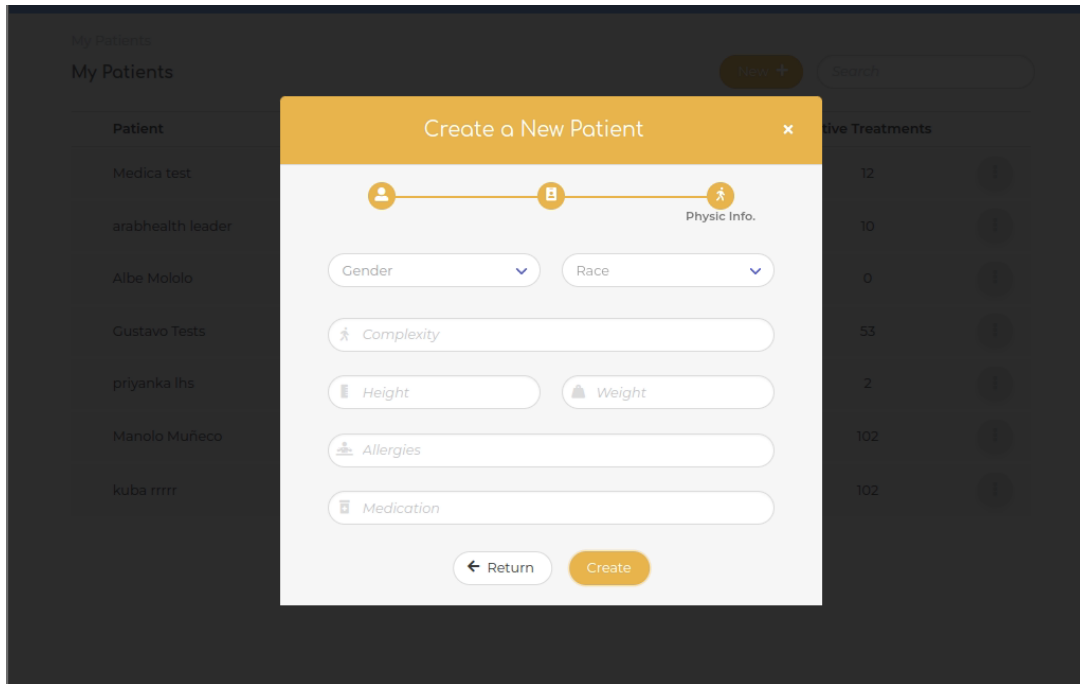 My Patients
My Patients
New +
Search
Patient
tive Treatments
Medica test
12
arabhealth leader
10
Albe Mololo
0
Gustavo Tests
53
priyanka lhs
2
Manolo Muñeco
102
kuba rrrrr
102
Create a New Patient
×
Physic Info.
Gender
Race
Complexity
Height
Weight
Allergies
Medication
Return
Create